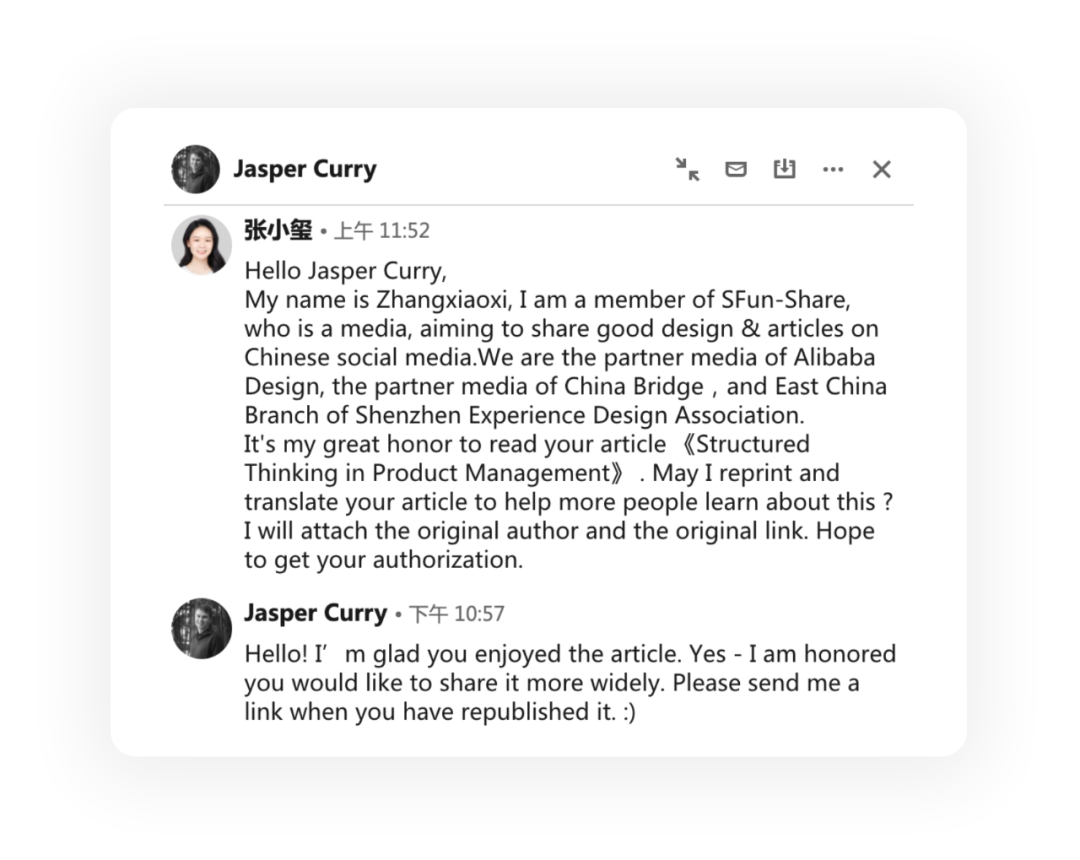 Jasper Curry
张小玺 • 上午 11:52
Hello Jasper Curry,
My name is Zhangxiaoxi, I am a member of SFun-Share,
who is a media, aiming to share good design & articles on
Chinese social media.We are the partner media of Alibaba
Design, the partner media of China Bridge , and East China
Branch of Shenzhen Experience Design Association.
It's my great honor to read your article 《Structured
Thinking in Product Management》 . May I reprint and
translate your article to help more people learn about this ?
I will attach the original author and the original link. Hope
to get your authorization.
Jasper Curry • 下午 10:57
Hello! I’ m glad you enjoyed the article. Yes - I am honored
you would like to share it more widely. Please send me a
link when you have republished it. :)